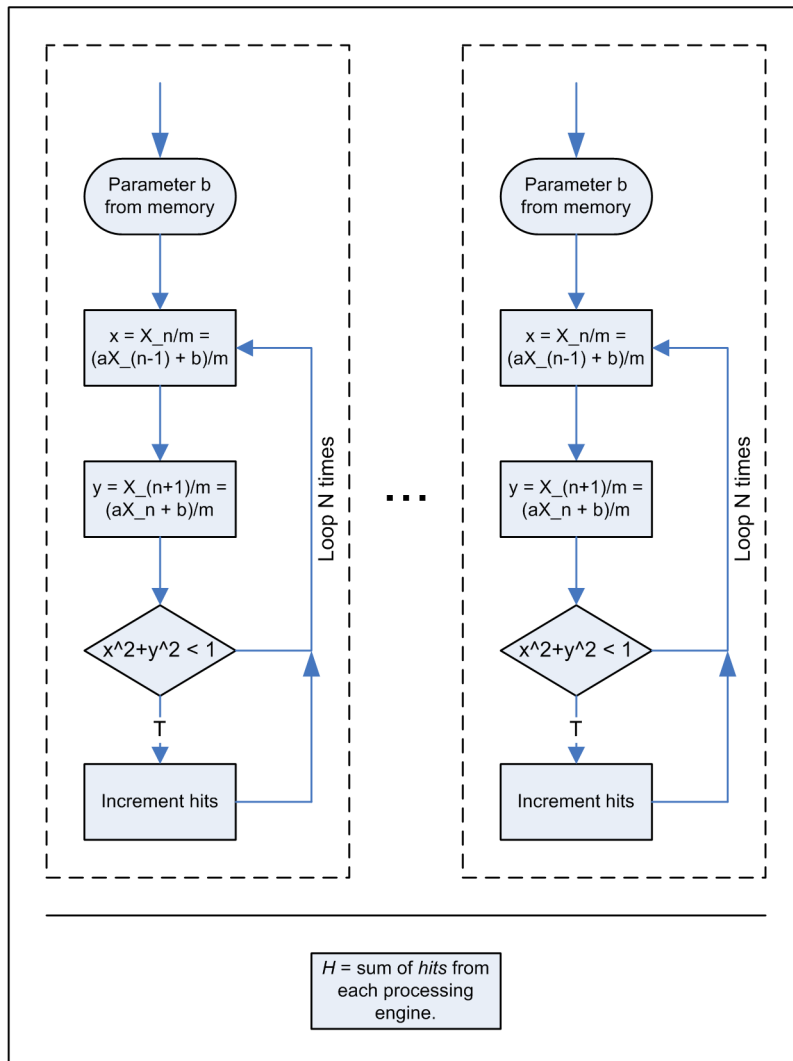 Parameter b
from memory
x = X_n/m =
(aX_(n-1) + b)/m
y = X_(n+1)/m =
(aX_n + b)/m
x^2+y^2 < 1
T
Increment hits
Loop N times
...
Parameter b
from memory
x = X_n/m =
(aX_(n-1) + b)/m
y = X_(n+1)/m =
(aX_n + b)/m
x^2+y^2 < 1
T
Increment hits
Loop N times
H = sum of hits from
each processing
engine.